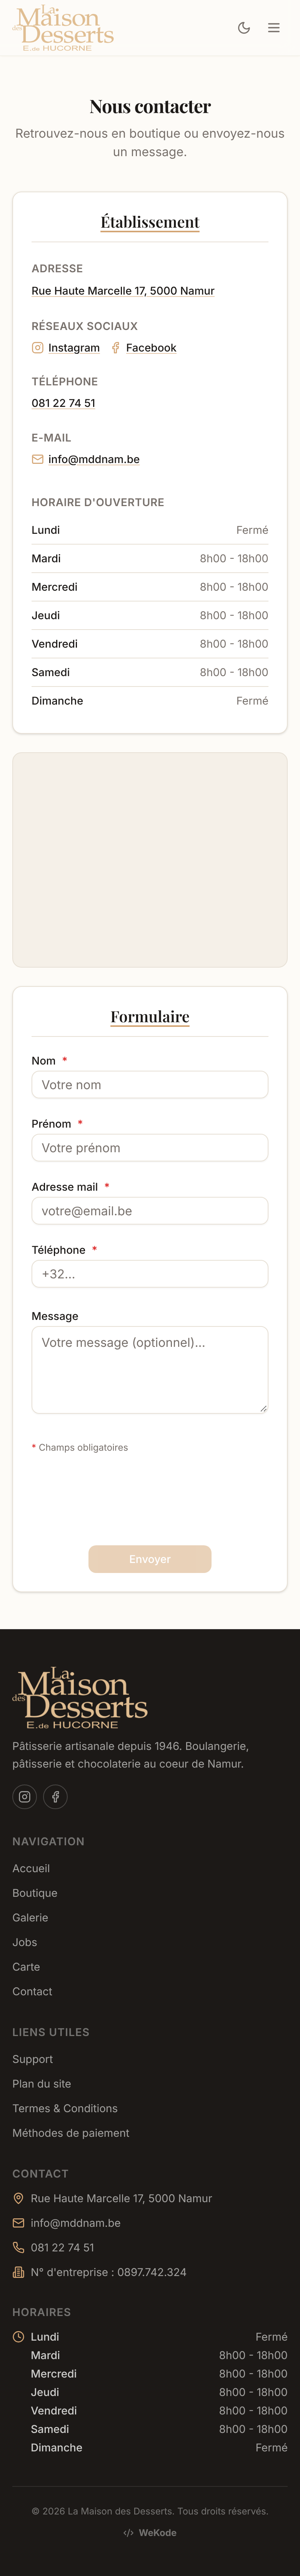 La
Maison
des Desserts
E. de HUCORNE
Nous contacter
Retrouvez-nous en boutique ou envoyez-nous
un message.
Établissement
ADRESSE
Rue Haute Marcelle 17, 5000 Namur
RÉSEAUX SOCIAUX
Instagram Facebook
TÉLÉPHONE
081 22 74 51
E-MAIL
info@mddnam.be
HORAIRE D'OUVERTURE
Lundi Fermé
Mardi 8h00 - 18h00
Mercredi 8h00 - 18h00
Jeudi 8h00 - 18h00
Vendredi 8h00 - 18h00
Samedi 8h00 - 18h00
Dimanche Fermé
Formulaire
Nom *
Votre nom
Prénom *
Votre prénom
Adresse mail *
votre@email.be
Téléphone *
+32...
Message
Votre message (optionnel)...
* Champs obligatoires
Envoyer
La
Maison
des Desserts
E. de HUCORNE
Pâtisserie artisanale depuis 1946. Boulangerie,
pâtisserie et chocolaterie au coeur de Namur.
NAVIGATION
Accueil
Boutique
Galerie
Jobs
Carte
Contact
LIENS UTILES
Support
Plan du site
Termes & Conditions
Méthodes de paiement
CONTACT
Rue Haute Marcelle 17, 5000 Namur
info@mddnam.be
081 22 74 51
N° d'entreprise : 0897.742.324
HORAIRES
Lundi Fermé
Mardi 8h00 - 18h00
Mercredi 8h00 - 18h00
Jeudi 8h00 - 18h00
Vendredi 8h00 - 18h00
Samedi 8h00 - 18h00
Dimanche Fermé
© 2026 La Maison des Desserts. Tous droits réservés.
WeKode